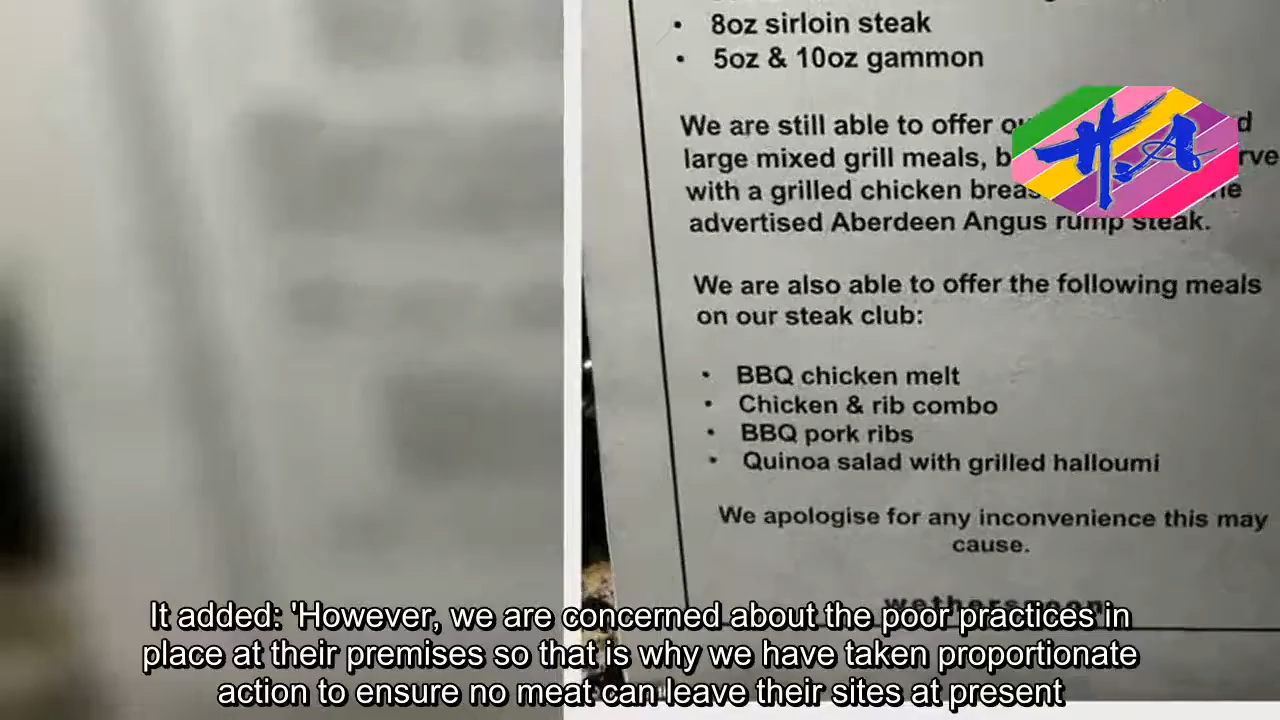 8oz sirloin steak
5oz & 10oz gammon
We are still able to offer
large mixed grill meals,
with a grilled chicken
advertised Aberdeen Angus rump steak.
We are also able to offer the following meals
on our steak club:
BBQ chicken melt
Chicken & rib combo
BBQ pork ribs
Quinoa salad with grilled halloumi
We apologise for any inconvenience this may
cause.
wetherspoon
It added: 'However, we are concerned about the poor practices in
place at their premises so that is why we have taken proportionate
action to ensure no meat can leave their sites at present